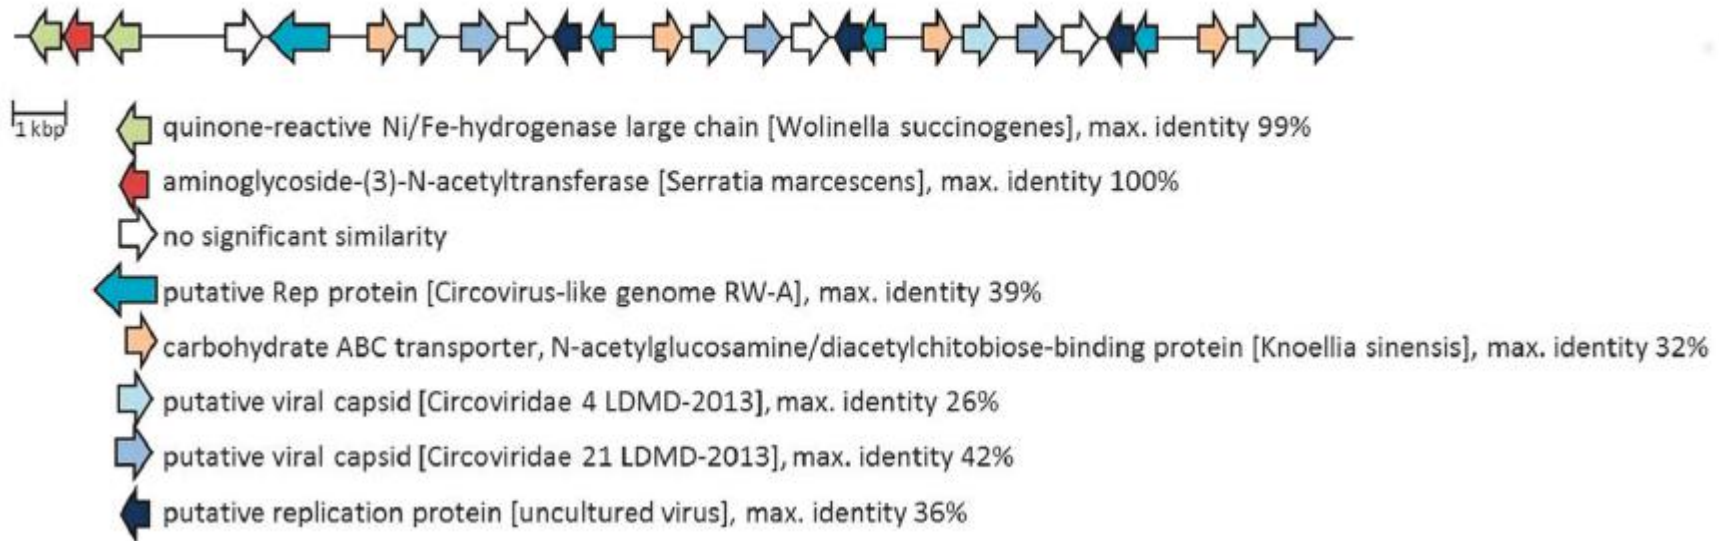 1 kbp
quinone-reactive Ni/Fe-hydrogenase large chain [Wolinella succinogenes], max. identity 99%
aminoglycoside-(3)-N-acetyltransferase [Serratia marcescens], max. identity 100%
no significant similarity
putative Rep protein [Circovirus-like genome RW-A], max. identity 39%
carbohydrate ABC transporter, N-acetylglucosamine/diacetylchitobiose-binding protein [Knoellia sinensis], max. identity 32%
putative viral capsid [Circoviridae 4 LDMD-2013], max. identity 26%
putative viral capsid [Circoviridae 21 LDMD-2013], max. identity 42%
putative replication protein [uncultured virus], max. identity 36%